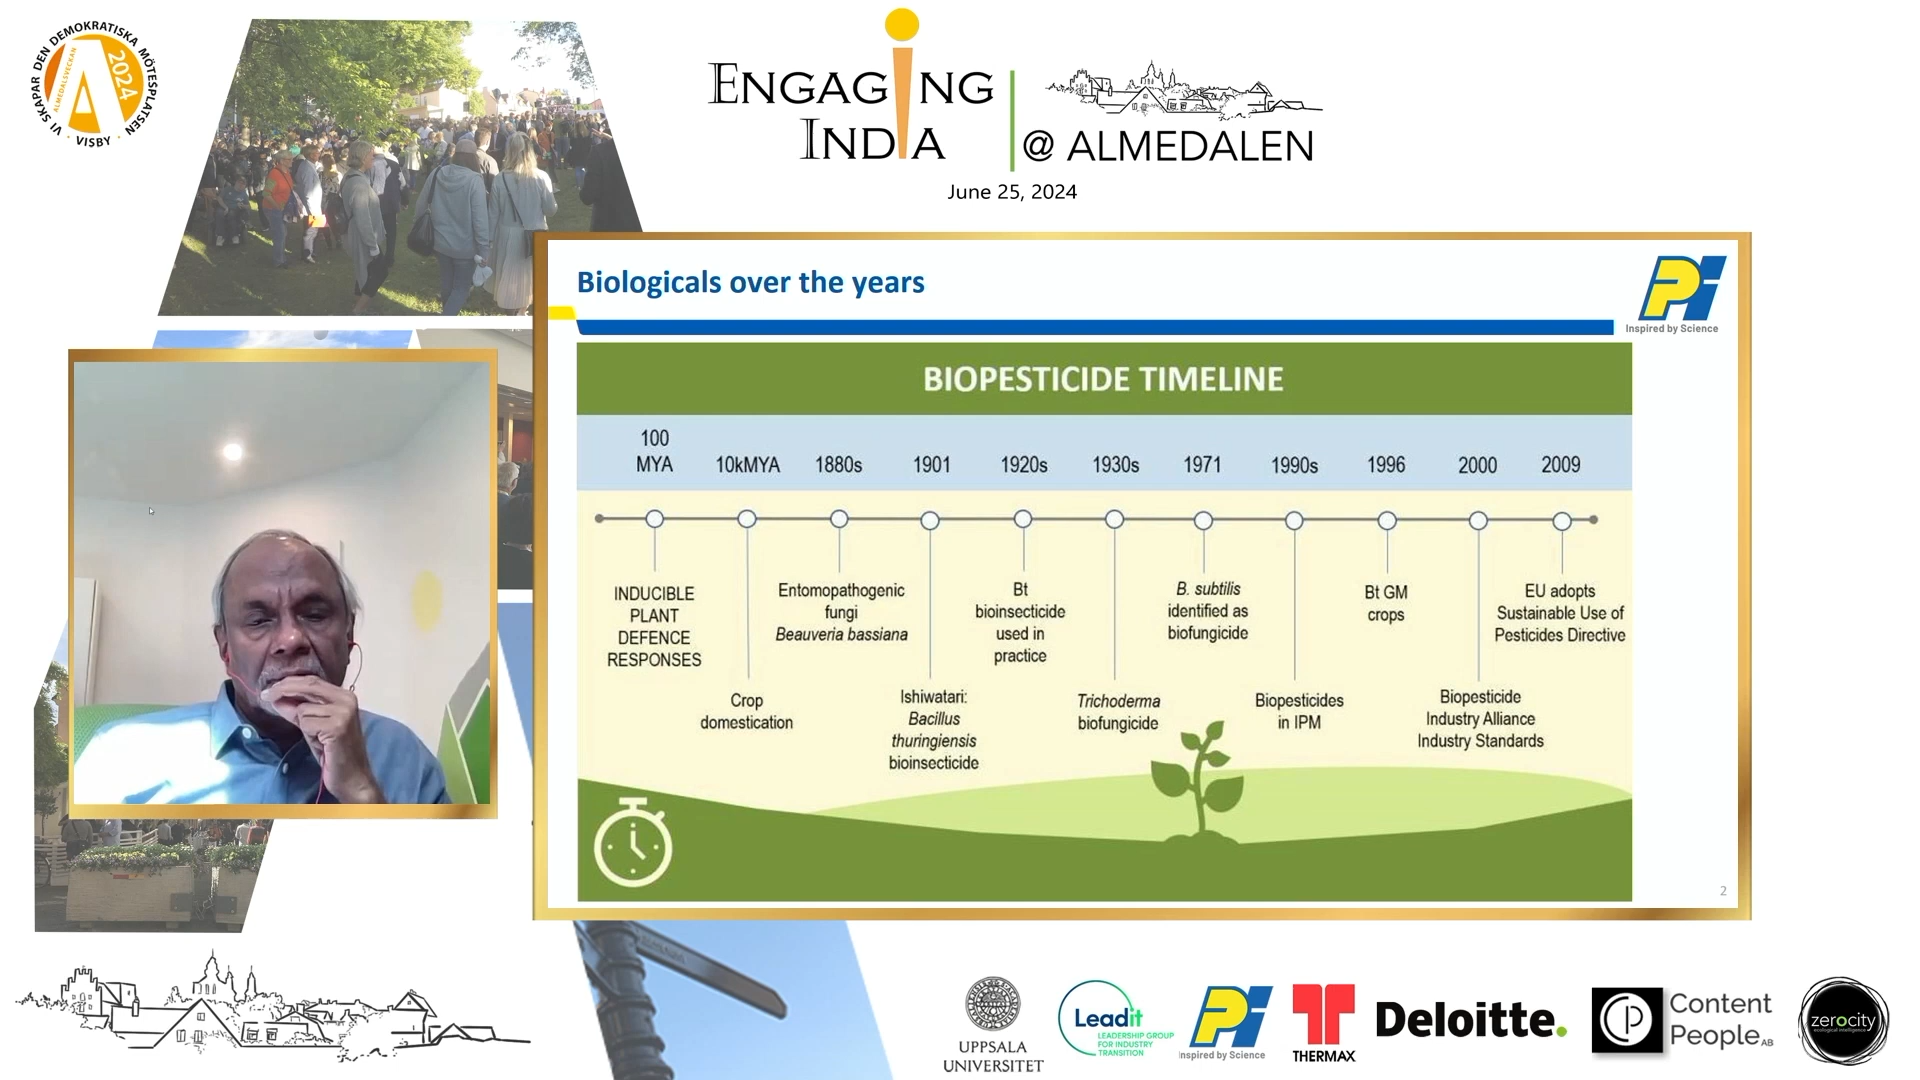 VI SKAPAR DEN DEMOKRATISKA MÖTESPLATSEN
ALMEDALSVECKAN
2024
VISBY
ENGAGiNG
INDiA
@ ALMEDALEN
June 25, 2024
Biologicals over the years
Pi
Inspired by Science
BIOPESTICIDE TIMELINE
100
MYA
10kMYA
1880s
1901
1920s
1930s
1971
1990s
1996
2000
2009
INDUCIBLE
PLANT
DEFENCE
RESPONSES
Crop
domestication
Entomopathogenic
fungi
Beauveria bassiana
Ishiwatari:
Bacillus
thuringiensis
bioinsecticide
Bt
bioinsecticide
used in
practice
Trichoderma
biofungicide
B. subtilis
identified as
biofungicide
Biopesticides
in IPM
Bt GM
crops
Biopesticide
Industry Alliance
Industry Standards
EU adopts
Sustainable Use of
Pesticides Directive
2
UPPSALA
UNIVERSITET
Leadit
LEADERSHIP GROUP
FOR INDUSTRY
TRANSITION
Pi
Inspired by Science
THERMAX
Deloitte.
Content
People AB
zerocity
ecological intelligence